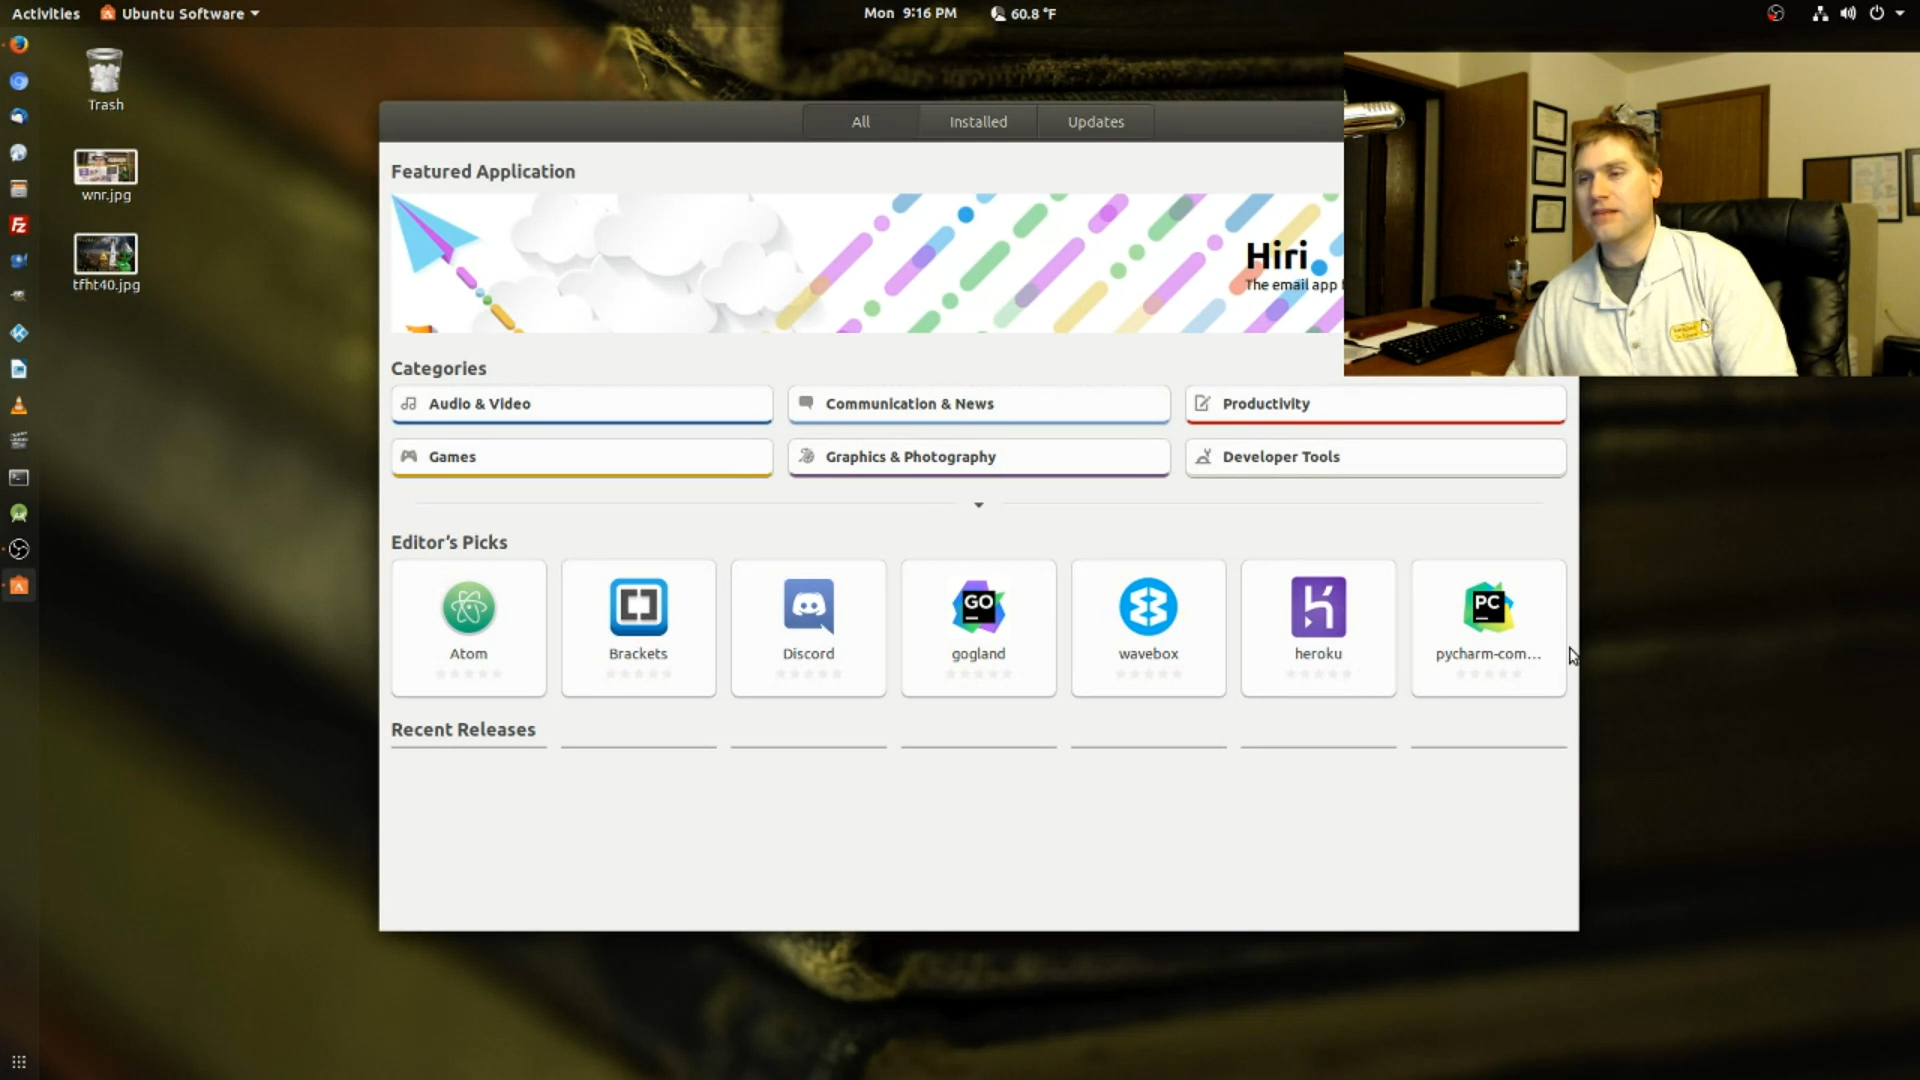 Activities
Ubuntu Software
Mon 9:16 PM
60.8 °F
Trash
wnr.jpg
tfht40.jpg
All
Installed
Updates
Featured Application
Hiri
The email app
Categories
Audio & Video
Communication & News
Productivity
Games
Graphics & Photography
Developer Tools
Editor's Picks
GO
PC
Atom
Brackets
Discord
gogland
wavebox
heroku
pycharm-com...
Recent Releases
Fz